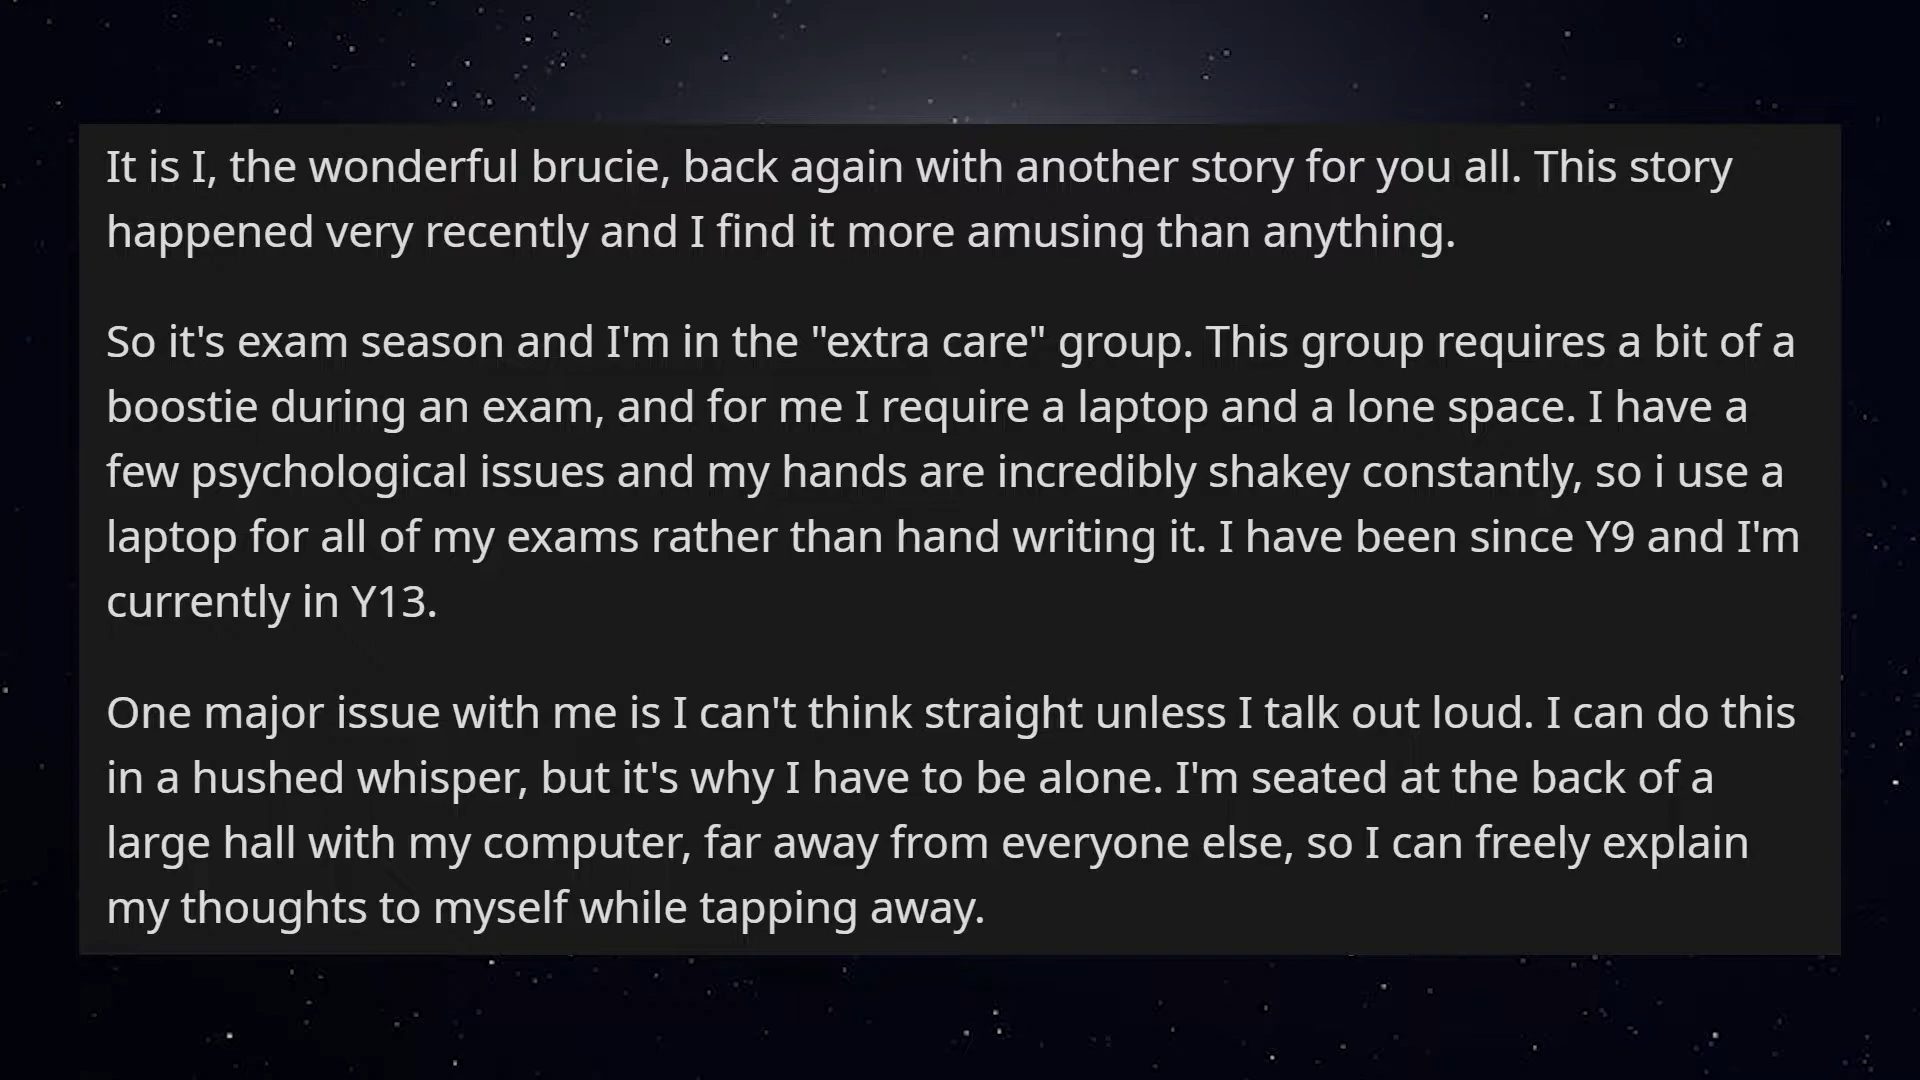 It is I, the wonderful brucie, back again with another story for you all. This story
happened very recently and I find it more amusing than anything.
So it's exam season and I'm in the "extra care" group. This group requires a bit of a
boostie during an exam, and for me I require a laptop and a lone space. I have a
few psychological issues and my hands are incredibly shakey constantly, so i use a
laptop for all of my exams rather than hand writing it. I have been since Y9 and I'm
currently in Y13.
One major issue with me is I can't think straight unless I talk out loud. I can do this
in a hushed whisper, but it's why I have to be alone. I'm seated at the back of a
large hall with my computer, far away from everyone else, so I can freely explain
my thoughts to myself while tapping away.